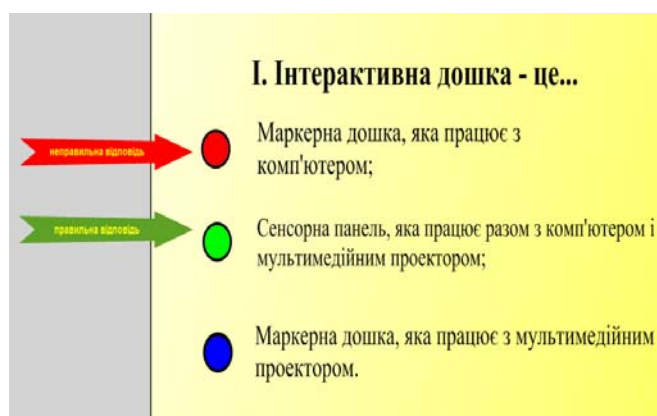 І. Інтерактивна дошка - це...
Маркерна дошка, яка працює з
комп'ютером;
неправильна відповідь
Сенсорна панель, яка працює разом з комп'ютером і
мультимедійним проектором;
правильна відповідь
Маркерна дошка, яка працює з мультимедійним
проектором.